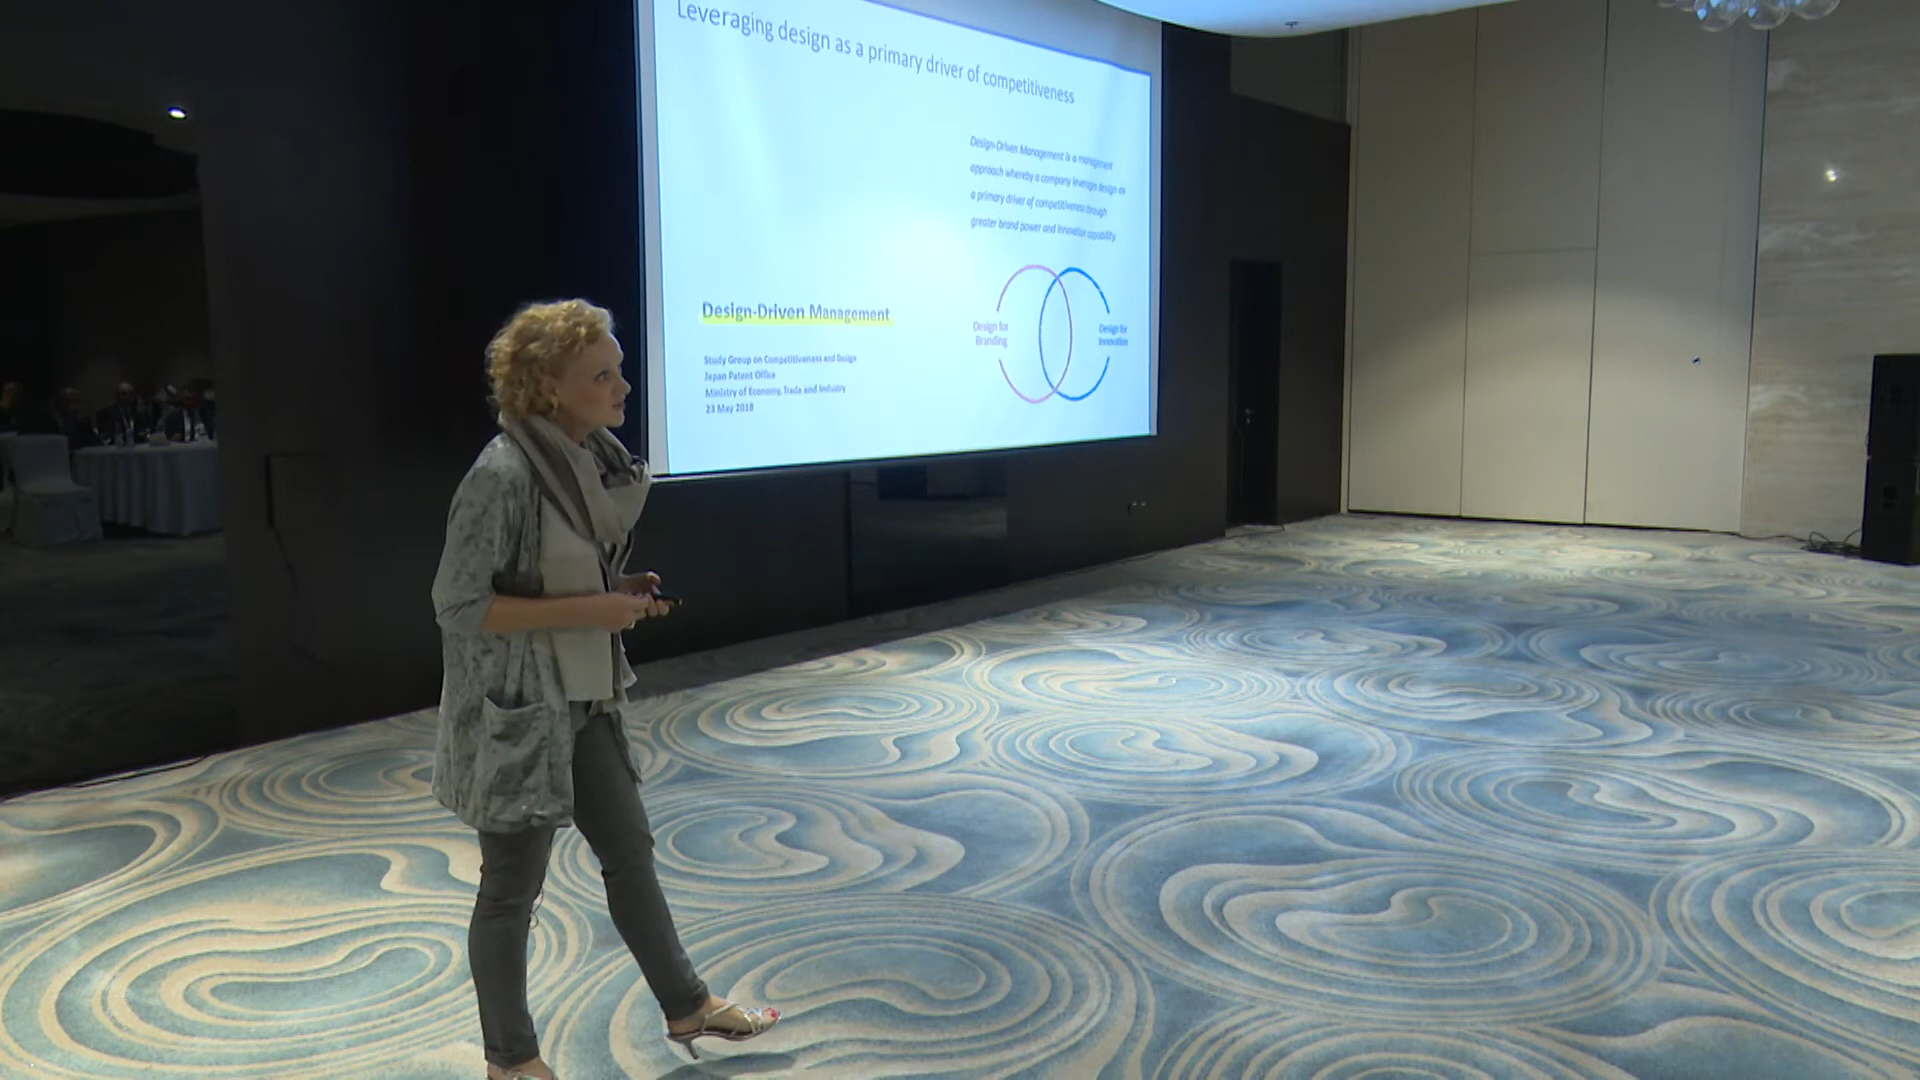 Leveraging design as a primary driver of competitiveness
Design-Driven Management is a management
approach whereby a company leverages design as
a primary driver of competitiveness through
greater brand power and innovation capability.
Design for
Branding
Design for
Innovation
Design-Driven Management
Study Group on Competitiveness and Design
Japan Patent Office
Ministry of Economy, Trade and Industry
23 May 2018